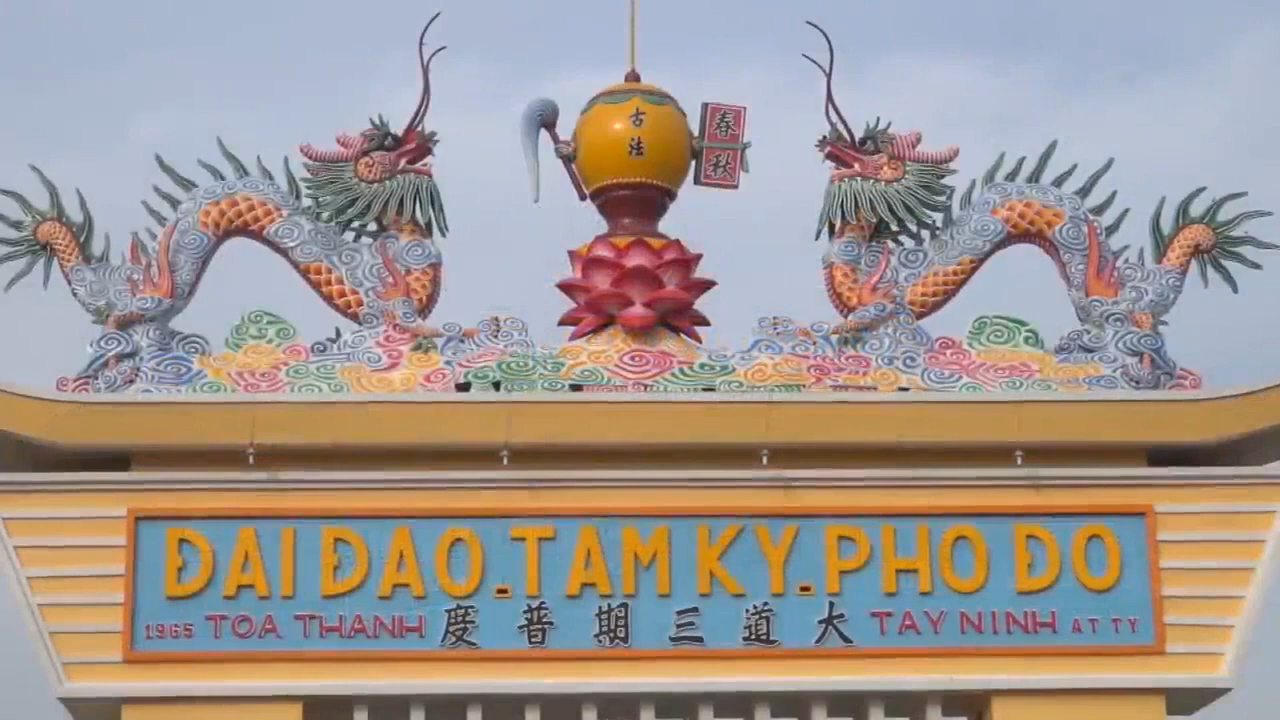 古
法
春
秋
ĐAI ĐAO . TAM KY . PHO ĐO
1965 TOA THANH 度普期三道大 TAY NINH AT TY